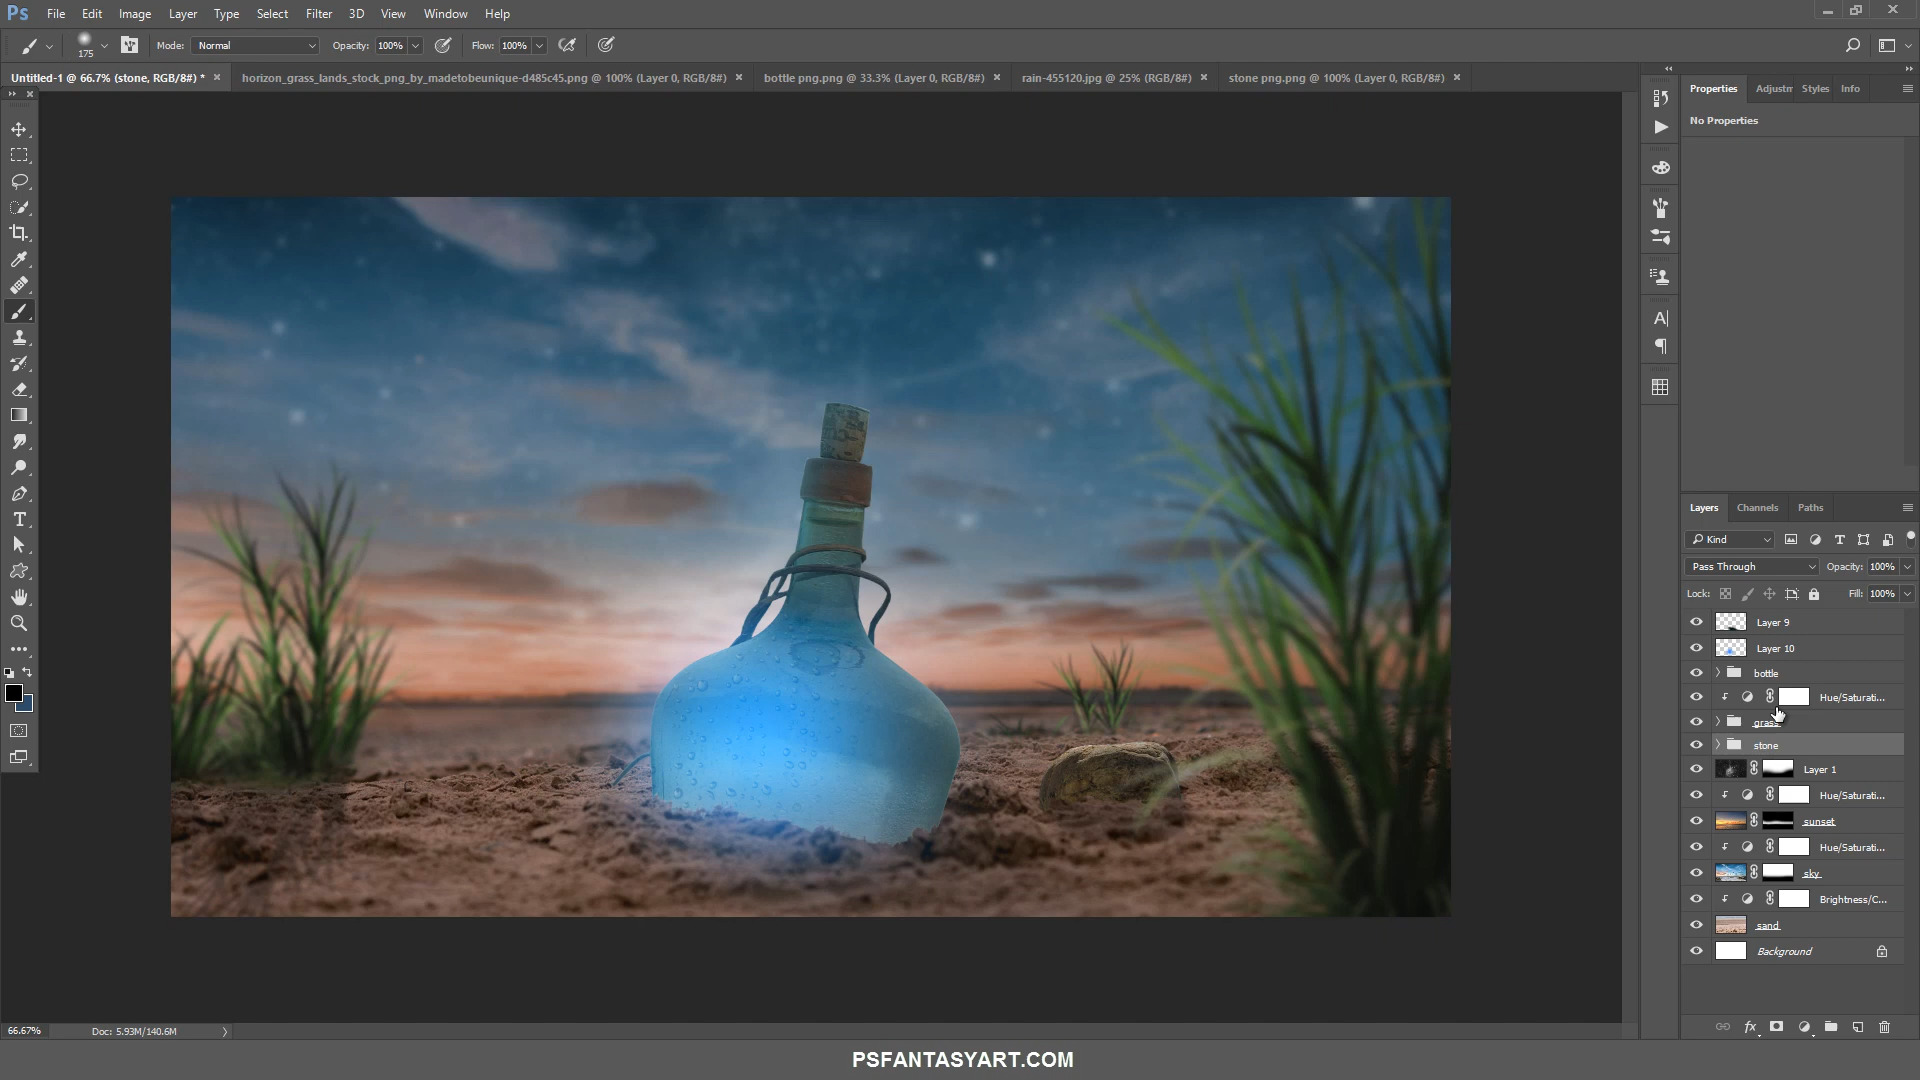 Ps File Edit Image Layer Type Select Filter 3D View Window Help
175 Mode: Normal Opacity: 100% Flow: 100%
Untitled-1 @ 66.7% (stone, RGB/8#) * × horizon_grass_lands_stock_png_by_madetobeunique-d485c45.png @ 100% (Layer 0, RGB/8#) × bottle png.png @ 33.3% (Layer 0, RGB/8#) × rain-455120.jpg @ 25% (RGB/8#) × stone png.png @ 100% (Layer 0, RGB/8#) ×
Properties Adjustm Styles Info
No Properties
Layers Channels Paths
Kind
Pass Through Opacity: 100%
Lock: Fill: 100%
Layer 9
Layer 10
bottle
Hue/Saturati...
grass
stone
Layer 1
Hue/Saturati...
sunset
Hue/Saturati...
sky
Brightness/C...
sand
Background
66.67% Doc: 5.93M/140.6M
PSFANTASYART.COM